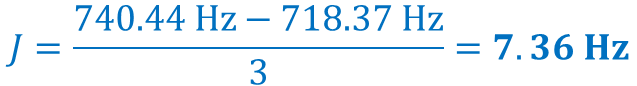 J = (740.44 Hz − 718.37 Hz) / 3 = 7.36 Hz